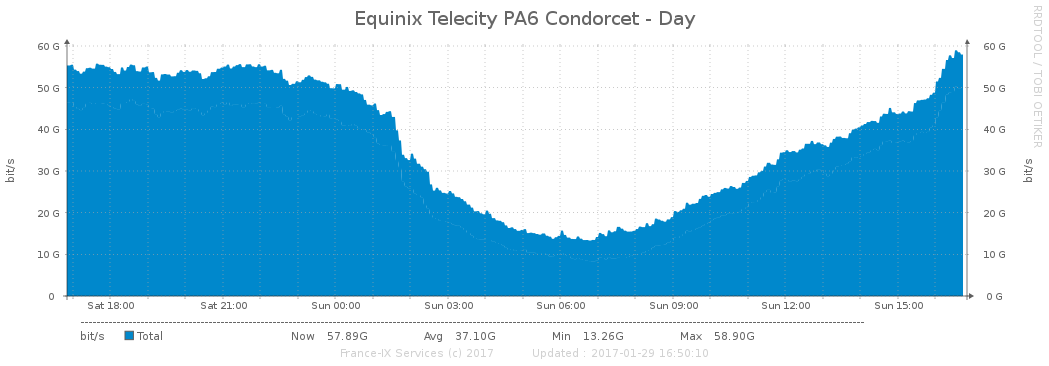 Equinix Telecity PA6 Condorcet - Day
RRDTOOL / TOBI OETIKER
60 G 60 G
50 G 50 G
40 G 40 G
30 G 30 G
20 G 20 G
10 G 10 G
0 0 G
bit/s
bit/s
Sat 18:00 Sat 21:00 Sun 00:00 Sun 03:00 Sun 06:00 Sun 09:00 Sun 12:00 Sun 15:00
bit/s Total Now 57.89G Avg 37.10G Min 13.26G Max 58.90G
France-IX Services (c) 2017 Updated : 2017-01-29 16:50:10